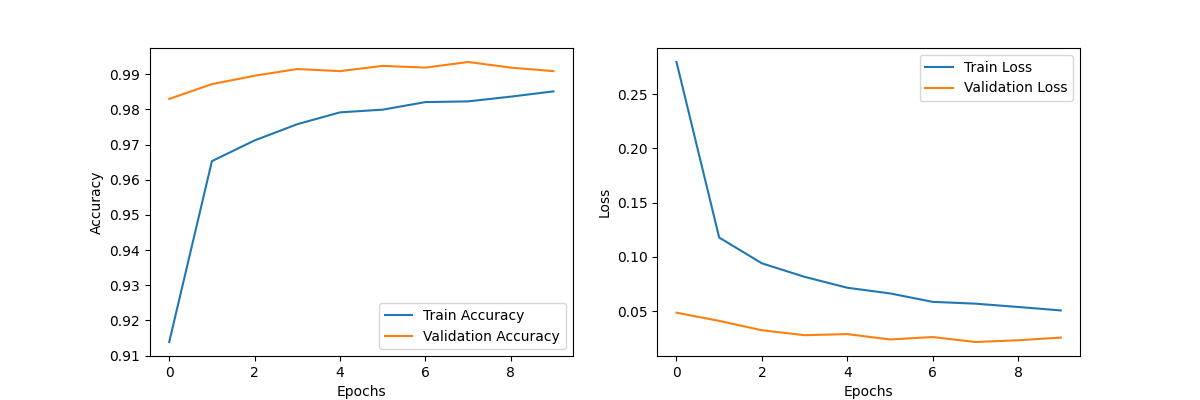 0.99
0.98
0.97
0.96
0.95
0.94
0.93
0.92
0.91
Accuracy
0 2 4 6 8
Epochs
Train Accuracy
Validation Accuracy
0.25
0.20
0.15
0.10
0.05
Loss
0 2 4 6 8
Epochs
Train Loss
Validation Loss